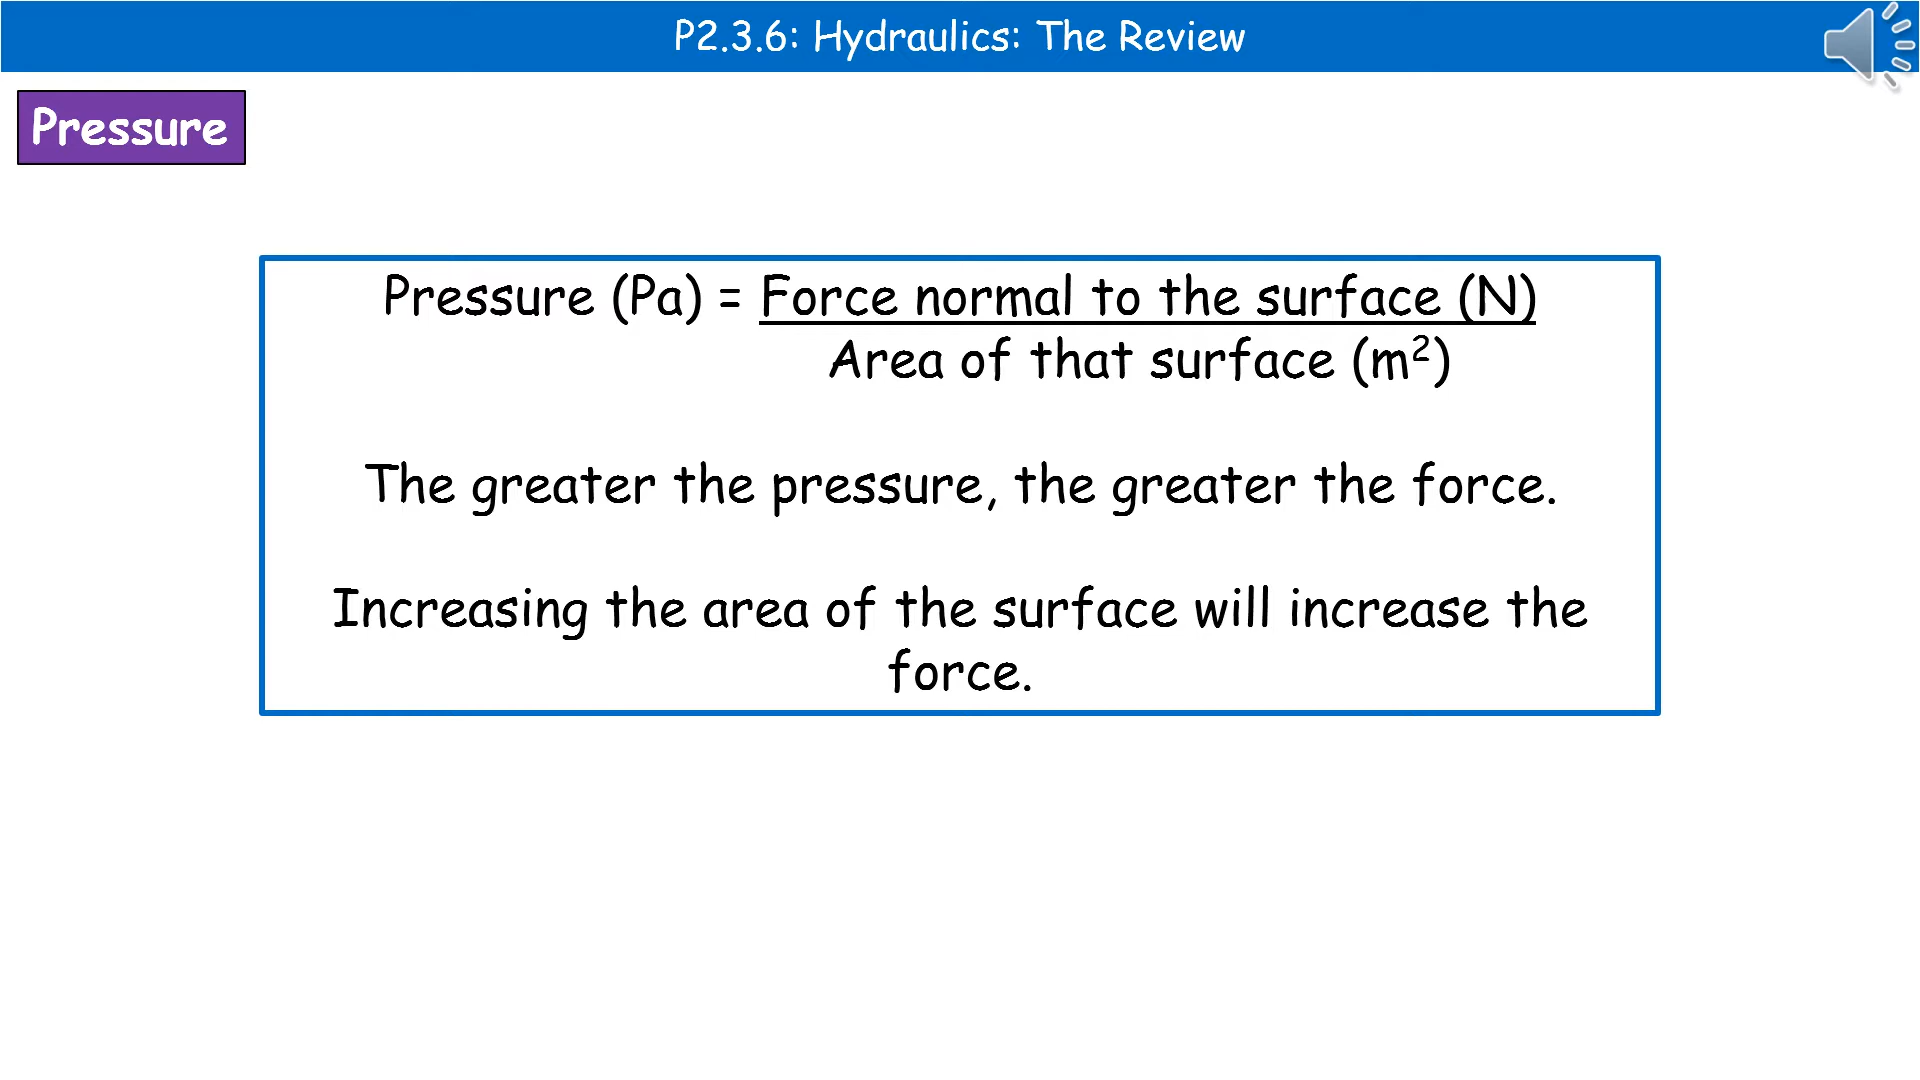 P2.3.6: Hydraulics: The Review
Pressure
Pressure (Pa) = Force normal to the surface (N)
Area of that surface (m²)
The greater the pressure, the greater the force.
Increasing the area of the surface will increase the
force.